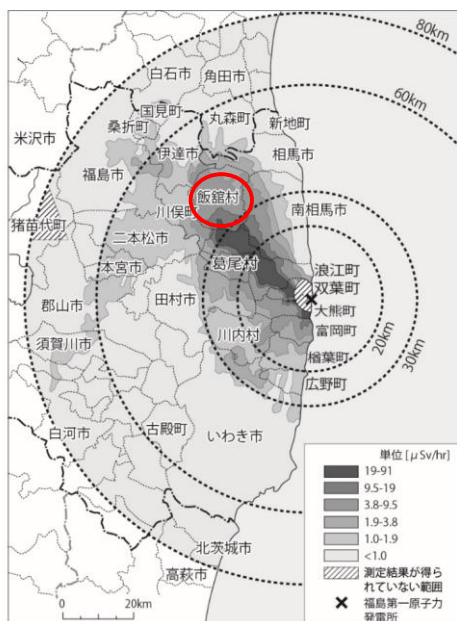 80km
白石市
角田市
60km
国見町
丸森町
新地町
米沢市
桑折町
伊達市
相馬市
福島市
飯舘村
猪苗代町
川俣町
南相馬市
二本松市
葛尾村
浪江町
本宮市
双葉町
郡山市
田村市
大熊町
富岡町
20km
須賀川市
川内村
楢葉町
30km
広野町
白河市
古殿町
いわき市
単位 [μSv/hr]
19-91
9.5-19
3.8-9.5
1.9-3.8
1.0-1.9
<1.0
測定結果が得ら
れていない範囲
福島第一原子力
発電所
北茨城市
高萩市
0
20km